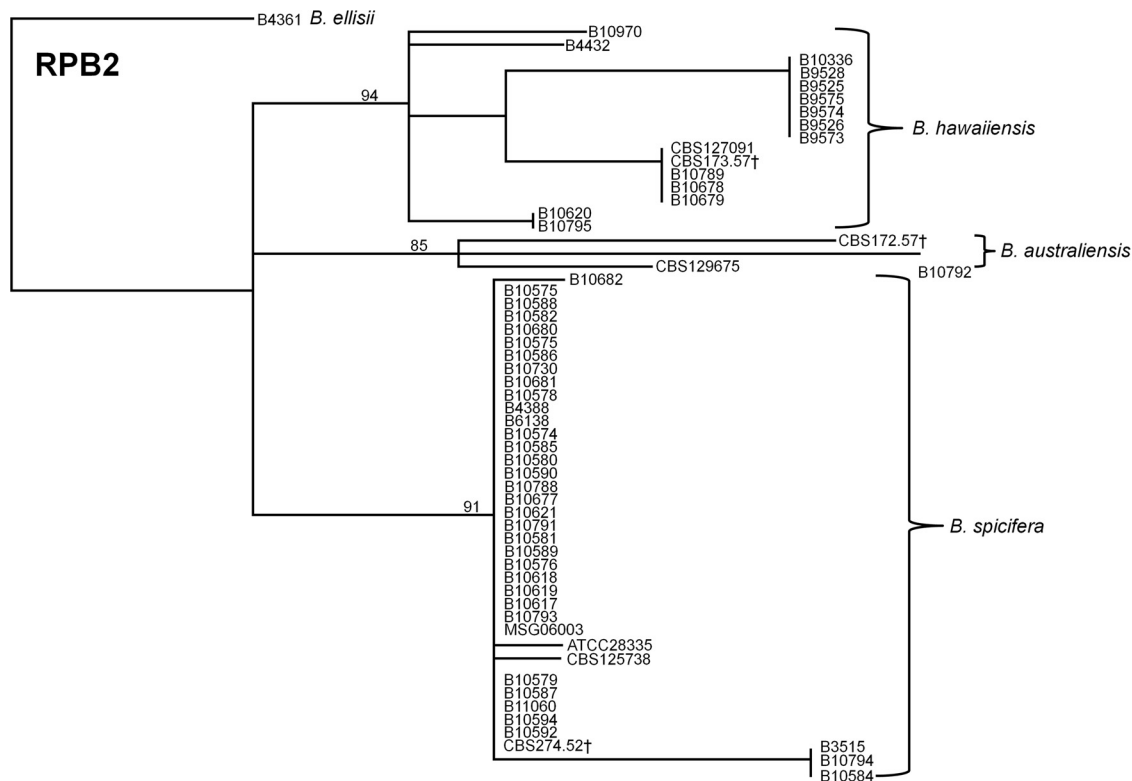 B4361 B. ellisii
RPB2
B10970
B4432
94
B10336
B9528
B9525
B9575
B9574
B9526
B9573
B. hawaiiensis
CBS127091
CBS173.57†
B10789
B10678
B10679
B10620
B10795
85
CBS172.57†
B. australiensis
CBS129675
B10792
B10682
B10575
B10588
B10582
B10680
B10575
B10586
B10730
B10681
B10578
B4388
B6138
B10574
B10585
B10580
B10590
B10788
B10677
91
B10621
B10791
B. spicifera
B10581
B10589
B10576
B10618
B10619
B10617
B10793
MSG06003
ATCC28335
CBS125738
B10579
B10587
B11060
B10594
B10592
CBS274.52†
B3515
B10794
B10584